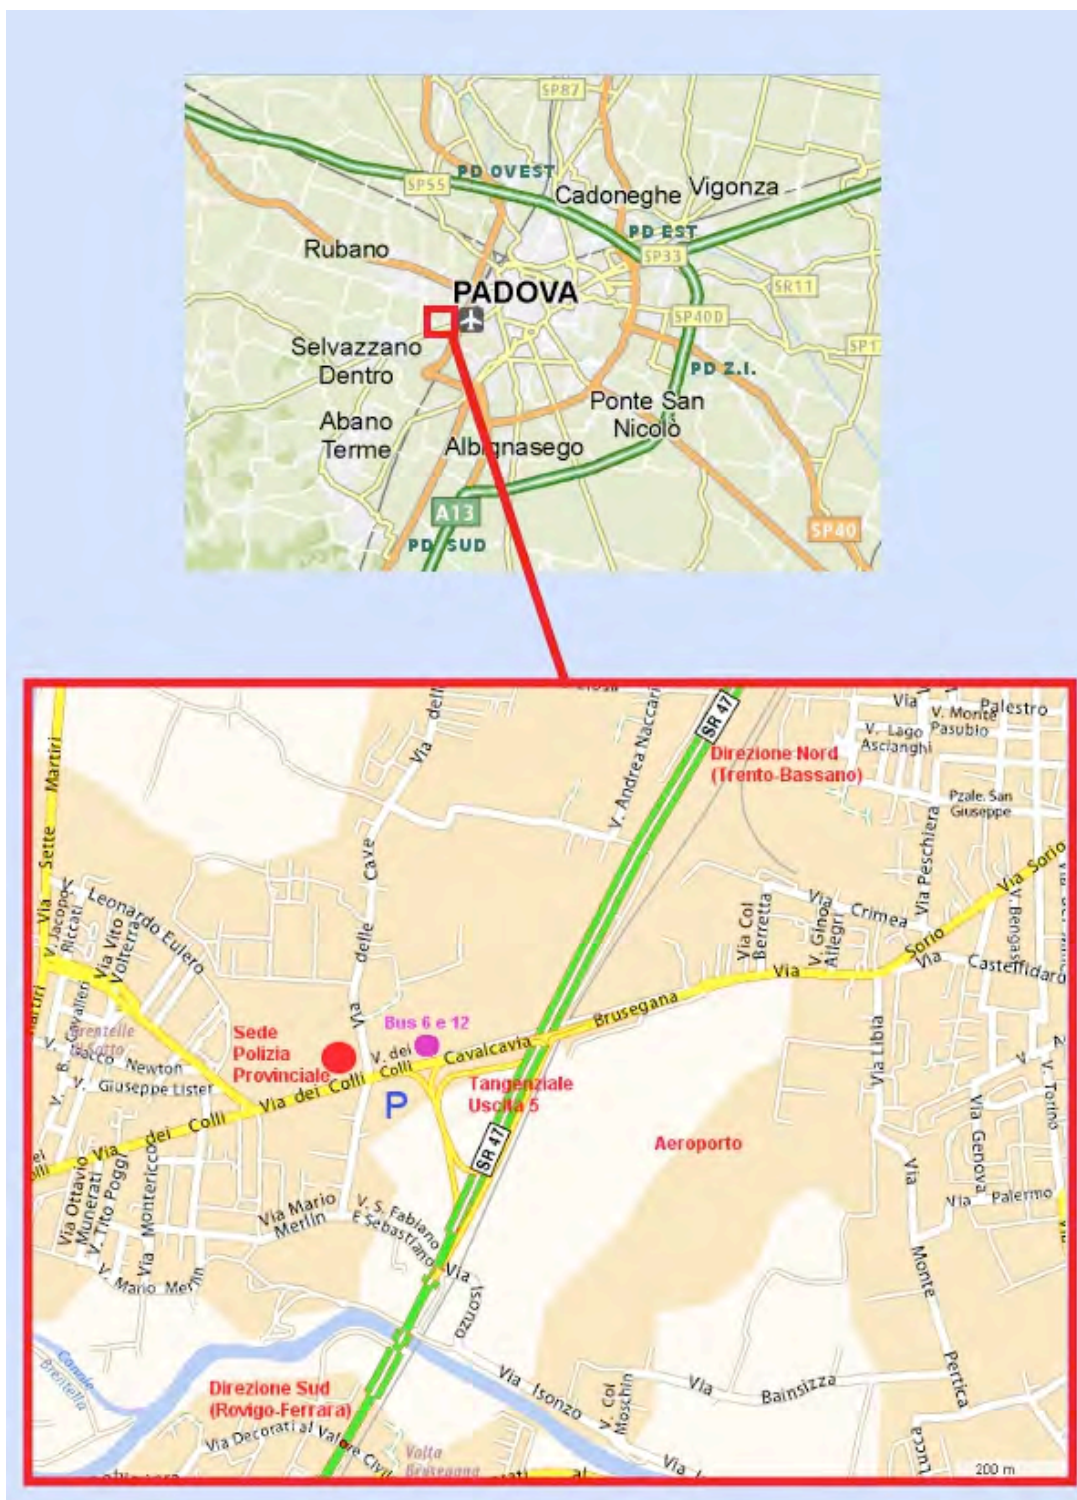 SP87
PD OVEST
SP55
Cadoneghe
Vigonza
PD EST
Rubano
SP33
SR11
PADOVA
SP40D
Selvazzano
Dentro
PD Z.I.
Ponte San
Nicolò
Abano
Terme
Albignasego
A13
SP40
PD SUD
SR 47
Direzione Nord
(Trento-Bassano)
Via
Palestro
V. Monte
Pasubio
V. Lago
Ascianghi
Pzale. San
Giuseppe
Via Sette Martiri
V. Andrea Naccari
Via Peschiera
Via Sorio
V. Leonardo Eulero
V. Jacopo
Riccati
Via Vito
Volterra
Via delle Cave
Via Col
Berretta
V. Gino
Allegri
Via Crimea
V. Bengasi
Sorio
Via
Via Castelfidardo
Brusegana
Bus 6 e 12
Sede
Polizia
Provinciale
V. dei
Colli
Cavalcavia
Newton
V. Giuseppe Lister
Via dei Colli
Tangenziale
Uscita 5
P
Via Libia
V. Torino
Via Genova
Aeroporto
SR 47
Via dei Colli
Via Ottavio
Munerati
V. Tito Poggi
Via Montericco
Via Mario
Merlin
V. S. Fabiano
E Sebastiano
Via Palermo
V. Mario Merlin
Via
Isonzo
Via Monte Pertica
Canale
Brentella
Direzione Sud
(Rovigo-Ferrara)
Via Isonzo
V. Col
Moschin
Via Bainsizza
Via Decorati al Valore Civil
Volta
Brusegana
Lucca
200 m